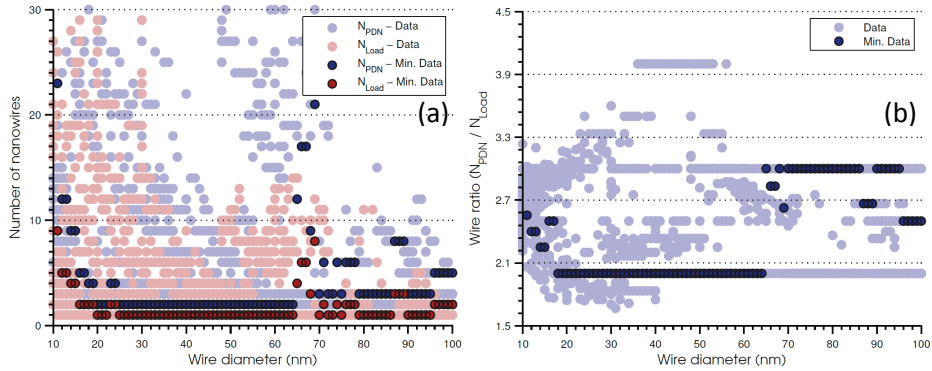 30
20
10
0
10 20 30 40 50 60 70 80 90 100
Number of nanowires
Wire diameter (nm)
N_PDN – Data
N_Load – Data
N_PDN – Min. Data
N_Load – Min. Data
(a)
4.5
3.9
3.3
2.7
2.1
1.5
10 20 30 40 50 60 70 80 90 100
Wire ratio (N_PDN / N_Load)
Wire diameter (nm)
Data
Min. Data
(b)